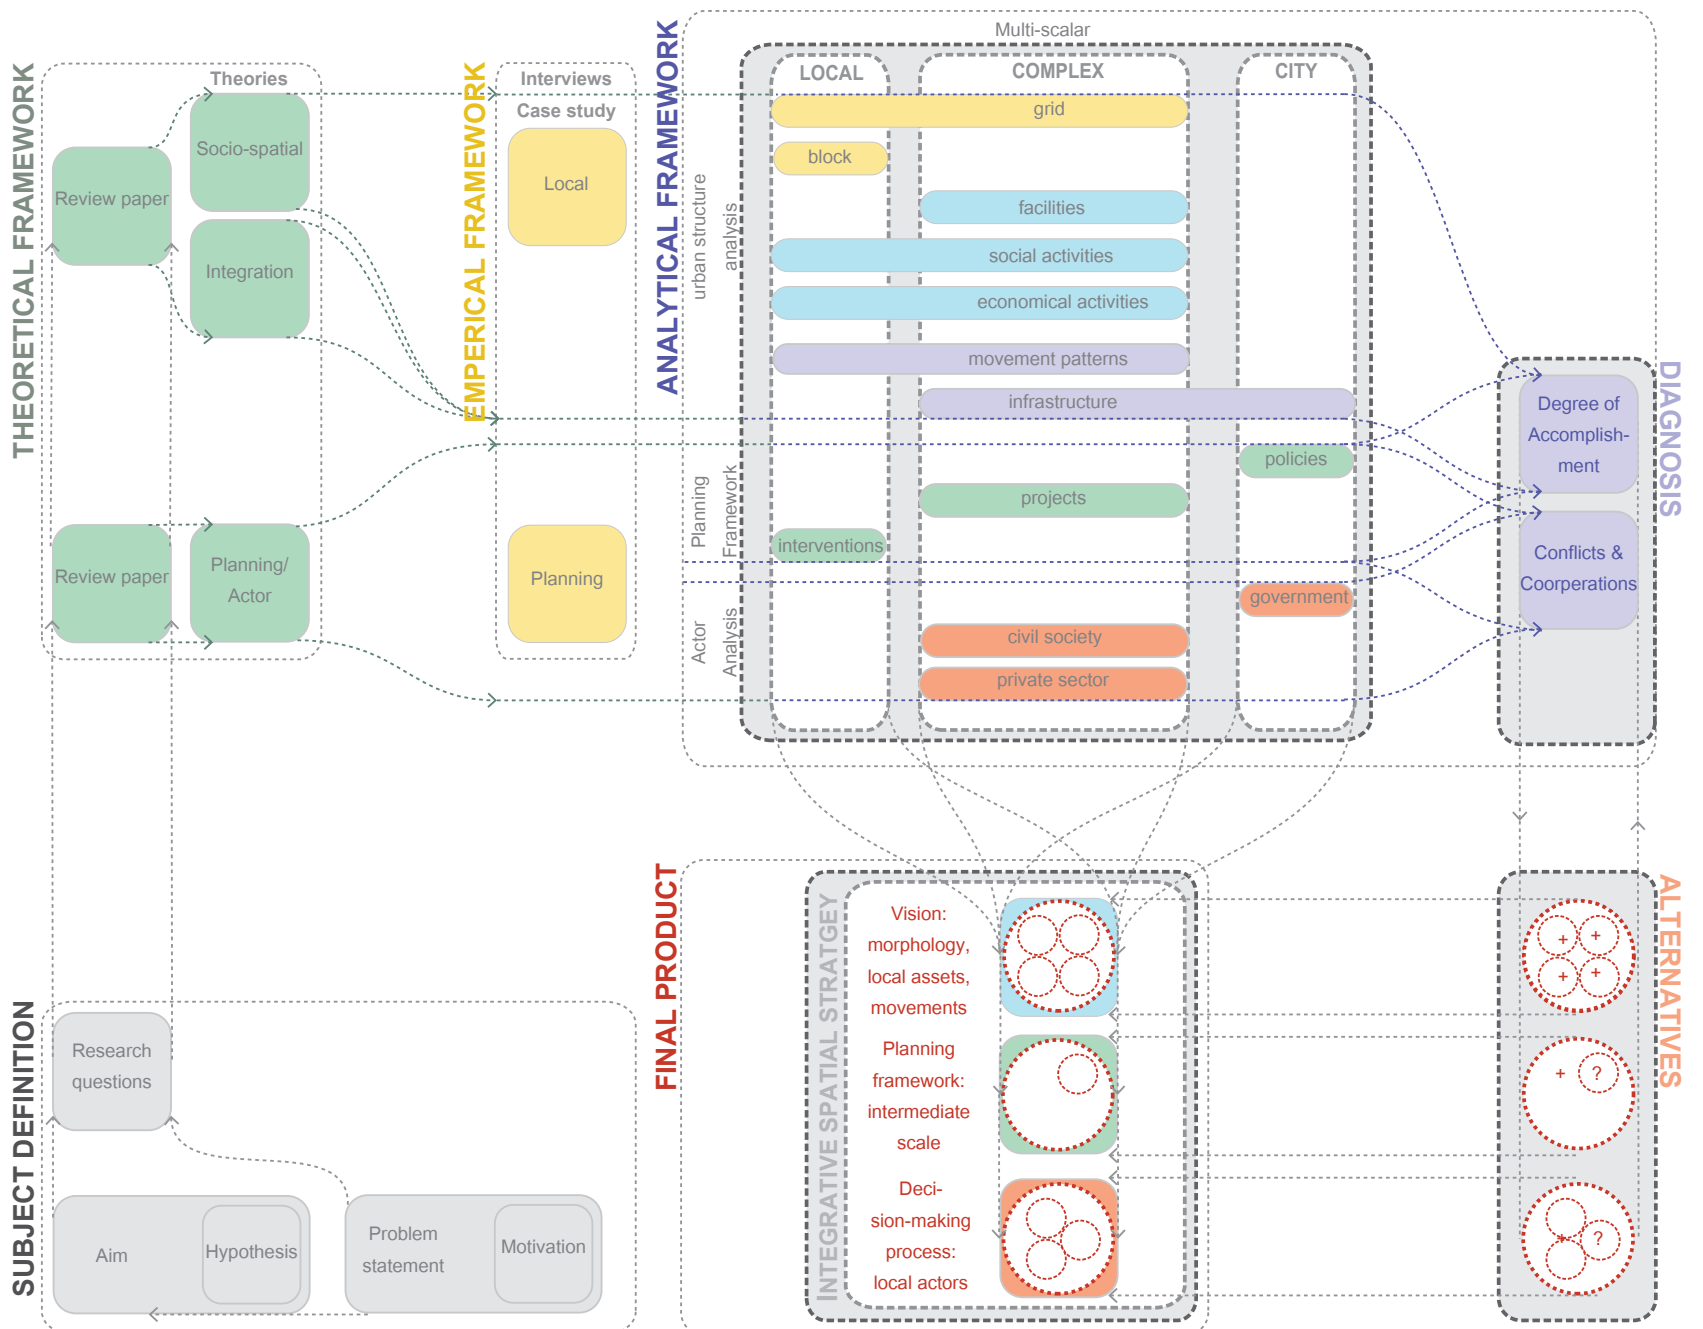 THEORETICAL FRAMEWORK
Theories
Review paper
Socio-spatial
Integration
Review paper
Planning/
Actor
EMPERICAL FRAMEWORK
Interviews
Case study
Local
Planning
ANALYTICAL FRAMEWORK
Multi-scalar
LOCAL
COMPLEX
CITY
urban structure
analysis
grid
block
facilities
social activities
economical activities
movement patterns
infrastructure
Planning
Framework
policies
projects
interventions
Actor
Analysis
government
civil society
private sector
DIAGNOSIS
Degree of
Accomplish-
ment
Conflicts &
Coorperations
SUBJECT DEFINITION
Research
questions
Aim
Hypothesis
Problem
statement
Motivation
FINAL PRODUCT
INTEGRATIVE SPATIAL STRATGEY
Vision:
morphology,
local assets,
movements
Planning
framework:
intermediate
scale
Deci-
sion-making
process:
local actors
ALTERNATIVES
+ +
+ +
+ ?
+ ?